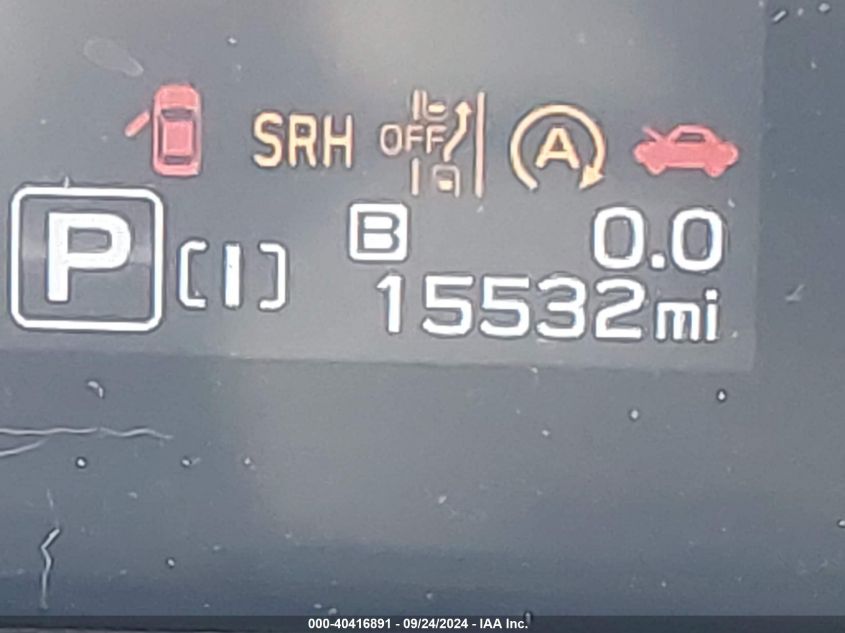 SRH OFF A
P [I] B 0.0
15532mi
000-40416891 - 09/24/2024 - IAA Inc.